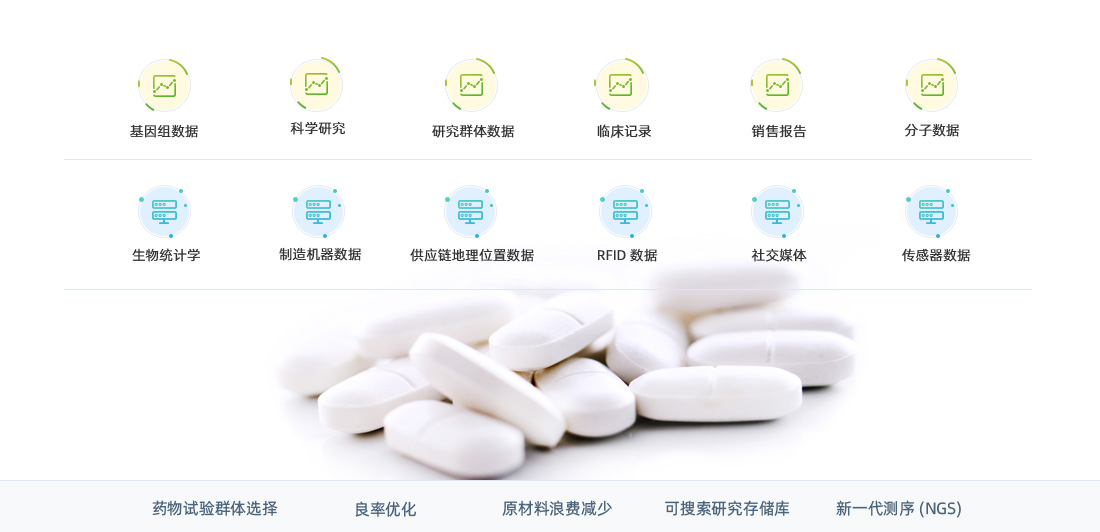 基因组数据
科学研究
研究群体数据
临床记录
销售报告
分子数据
生物统计学
制造机器数据
供应链地理位置数据
RFID 数据
社交媒体
传感器数据
药物试验群体选择
良率优化
原材料浪费减少
可搜索研究存储库
新一代测序 (NGS)